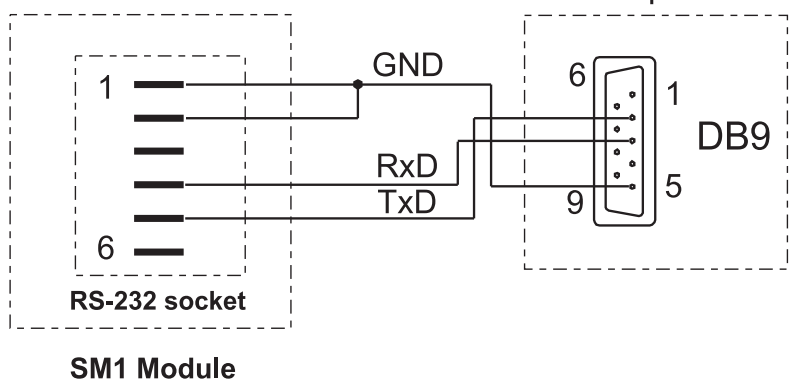 GND
1
6
1
DB9
RxD
TxD
9
5
6
RS-232 socket
SM1 Module